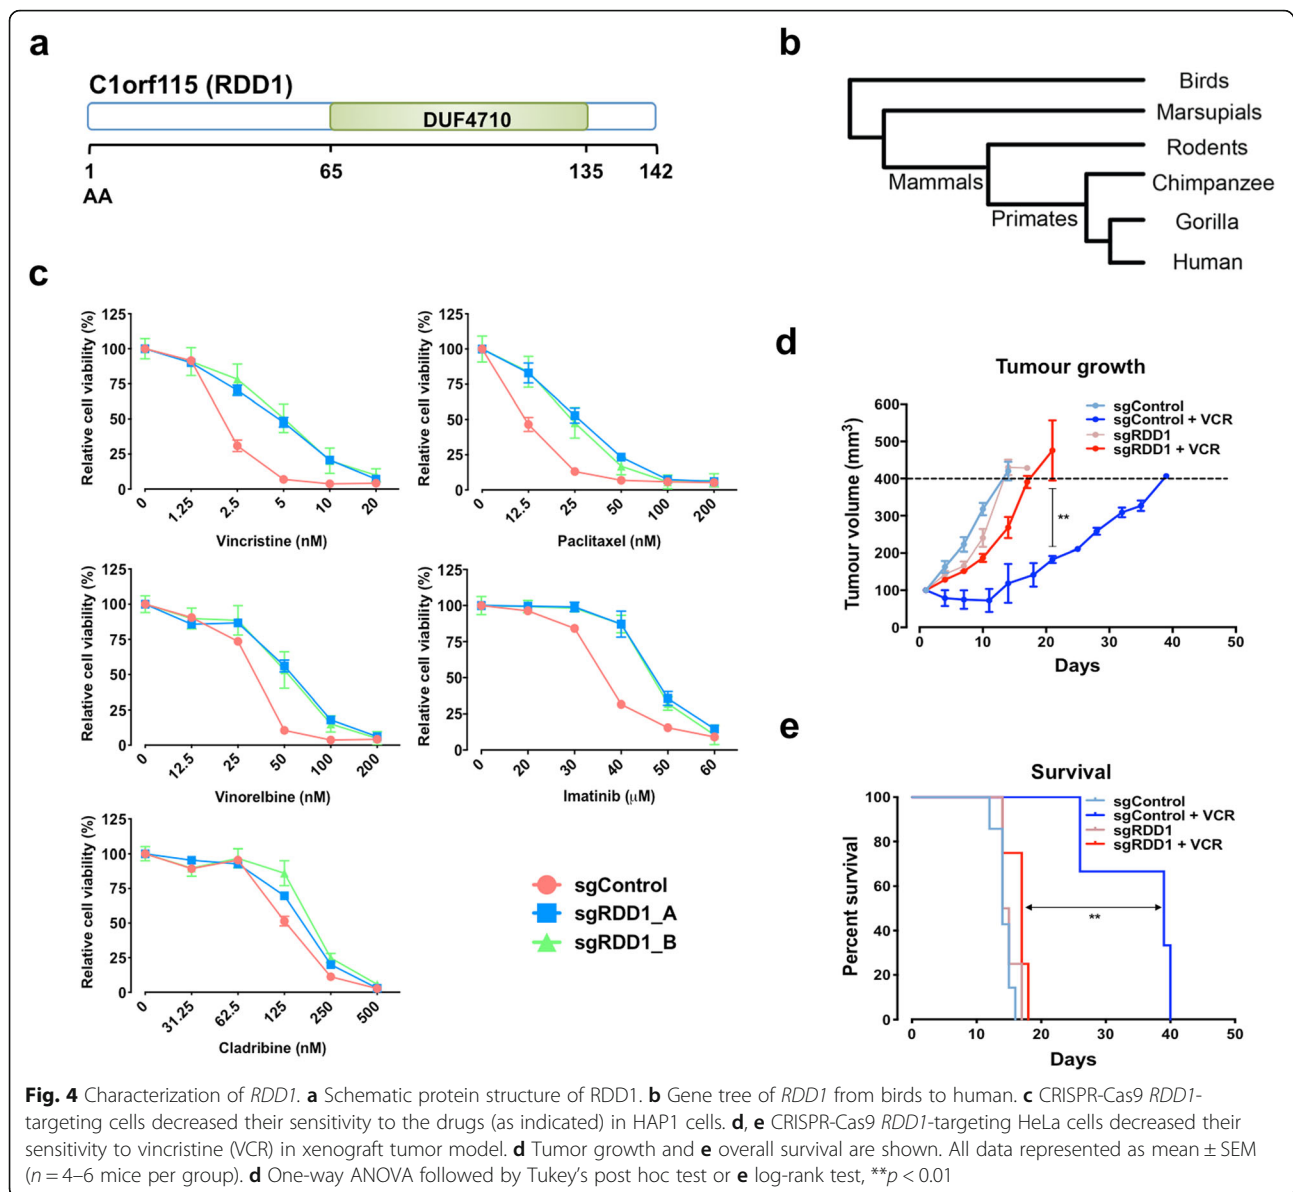 a
C1orf115 (RDD1)
DUF4710
1 65 135 142
AA
b
Birds
Marsupials
Rodents
Mammals
Chimpanzee
Primates
Gorilla
Human
c
Relative cell viability (%)
125
100
75
50
25
0
0 1.25 2.5 5 10 20
Vincristine (nM)
Relative cell viability (%)
125
100
75
50
25
0
0 12.5 25 50 100 200
Paclitaxel (nM)
Relative cell viability (%)
125
100
75
50
25
0
0 12.5 25 50 100 200
Vinorelbine (nM)
Relative cell viability (%)
125
100
75
50
25
0
0 20 30 40 50 60
Imatinib (μM)
Relative cell viability (%)
125
100
75
50
25
0
0 31.25 62.5 125 250 500
Cladribine (nM)
sgControl
sgRDD1_A
sgRDD1_B
d
Tumour growth
Tumour volume (mm³)
600
500
400
300
200
100
0
sgControl
sgControl + VCR
sgRDD1
sgRDD1 + VCR
**
0 10 20 30 40 50
Days
e
Survival
Percent survival
100
80
60
40
20
0
sgControl
sgControl + VCR
sgRDD1
sgRDD1 + VCR
**
0 10 20 30 40 50
Days
Fig. 4 Characterization of RDD1. a Schematic protein structure of RDD1. b Gene tree of RDD1 from birds to human. c CRISPR-Cas9 RDD1-
targeting cells decreased their sensitivity to the drugs (as indicated) in HAP1 cells. d, e CRISPR-Cas9 RDD1-targeting HeLa cells decreased their
sensitivity to vincristine (VCR) in xenograft tumor model. d Tumor growth and e overall survival are shown. All data represented as mean ± SEM
(n = 4–6 mice per group). d One-way ANOVA followed by Tukey's post hoc test or e log-rank test, **p < 0.01